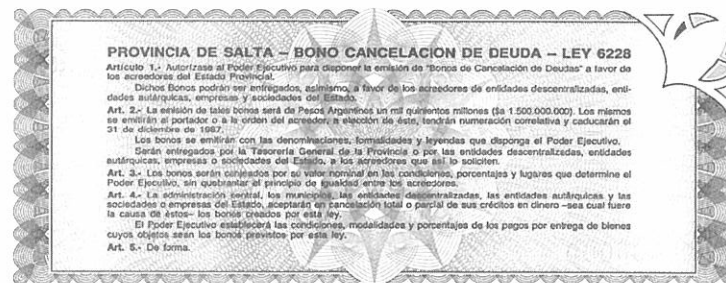 PROVINCIA DE SALTA – BONO CANCELACION DE DEUDA – LEY 6228
Artículo 1.- Autorízase al Poder Ejecutivo para disponer la emisión de "Bonos de Cancelación de Deudas" a favor de
los acreedores del Estado Provincial.
Dichos Bonos podrán ser entregados, asimismo, a favor de los acreedores de entidades descentralizadas, enti-
dades autárquicas, empresas y sociedades del Estado.
Art. 2.- La emisión de tales bonos será de Pesos Argentinos un mil quinientos millones ($a 1.500.000.000). Los mismos
se emitirán al portador o a la orden del acreedor, a elección de éste, tendrán numeración correlativa y caducarán el
31 de diciembre de 1987.
Los bonos se emitirán con las denominaciones, formalidades y leyendas que disponga el Poder Ejecutivo.
Serán entregados por la Tesorería General de la Provincia o por las entidades descentralizadas, entidades
autárquicas, empresas o sociedades del Estado, a los acreedores que así lo soliciten.
Art. 3.- Los bonos serán canjeados por su valor nominal en las condiciones, porcentajes y lugares que determine el
Poder Ejecutivo, sin quebrantar el principio de igualdad entre los acreedores.
Art. 4.- La administración central, los municipios, las entidades descentralizadas, las entidades autárquicas y las
sociedades o empresas del Estado, aceptarán en cancelación total o parcial de sus créditos en dinero –sea cual fuere
la causa de éstos– los bonos creados por esta ley.
El Poder Ejecutivo establecerá las condiciones, modalidades y porcentajes de los pagos por entrega de bienes
cuyos objetos sean los bonos previstos por esta ley.
Art. 5.- De forma.